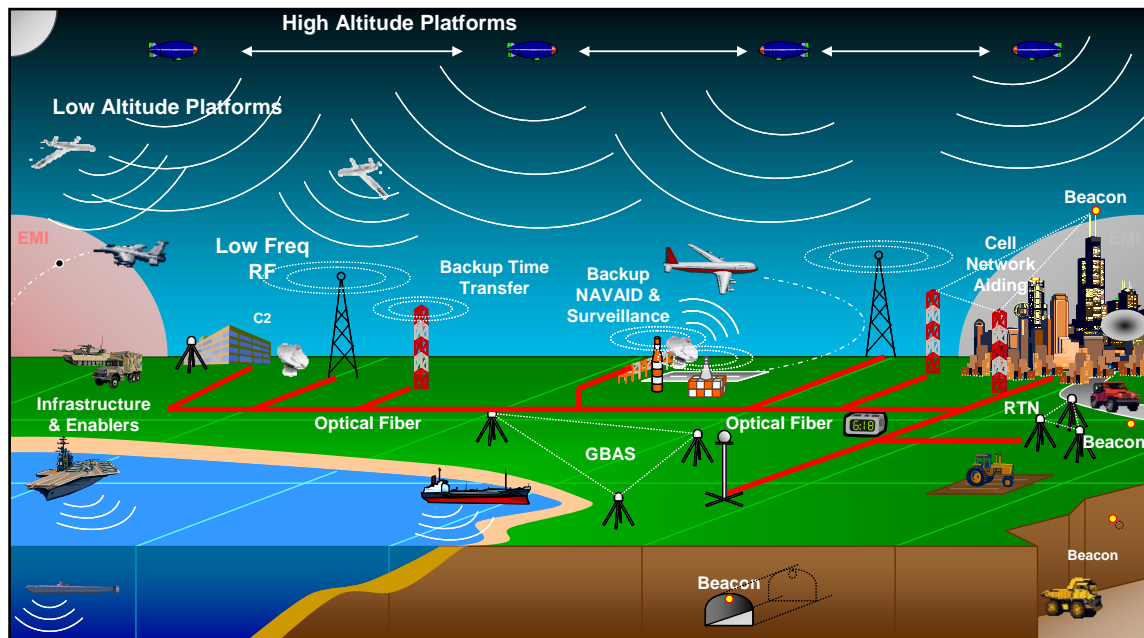 High Altitude Platforms
Low Altitude Platforms
Beacon
EMI
EMI
Low Freq
RF
Cell
Network
Aiding
Backup Time
Transfer
Backup
NAVAID &
Surveillance
C2
Infrastructure
& Enablers
Optical Fiber
Optical Fiber
6:18
RTN
Beacon
GBAS
Beacon
Beacon